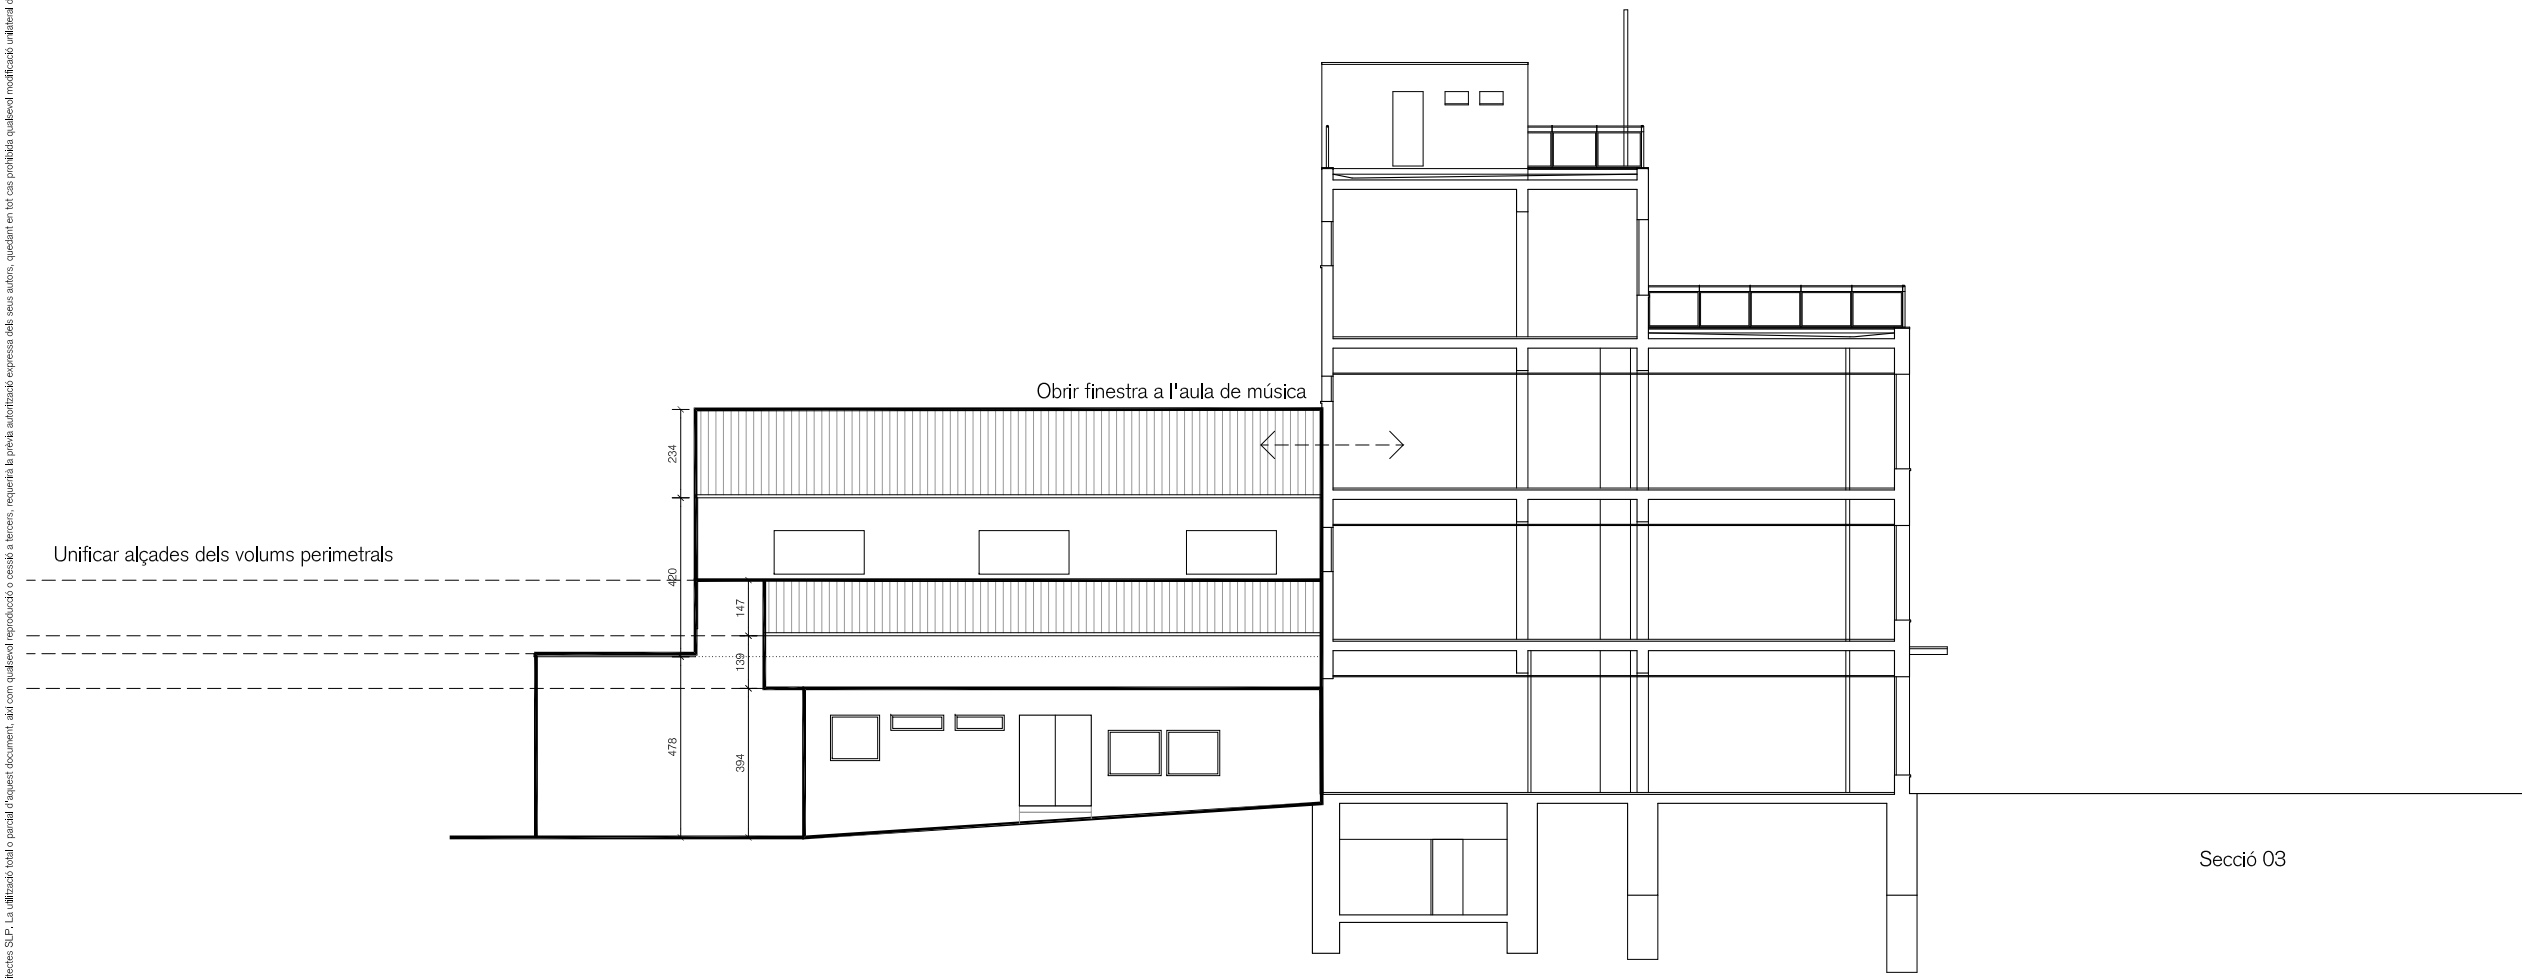 Obrir finestra a l'aula de música
234
Unificar alçades dels volums perimetrals
420
147
139
478
394
Secció 03
itectes SLP. La utilització total o parcial d'aquest document, així com qualsevol reproducció o cessió a tercers, requerirà la prèvia autorització expressa dels seus autors, quedant en tot cas prohibida qualsevol modificació unilateral d